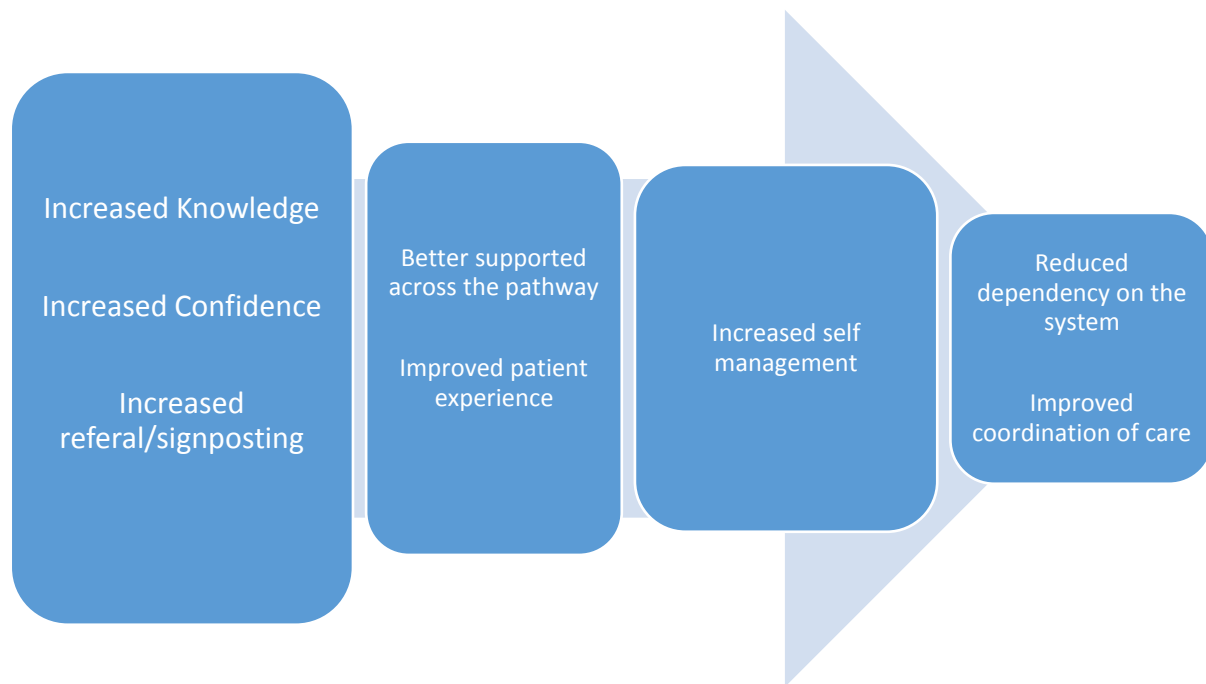 Increased Knowledge
Increased Confidence
Increased
referal/signposting
Better supported
across the pathway
Improved patient
experience
Increased self
management
Reduced
dependency on the
system
Improved
coordination of care